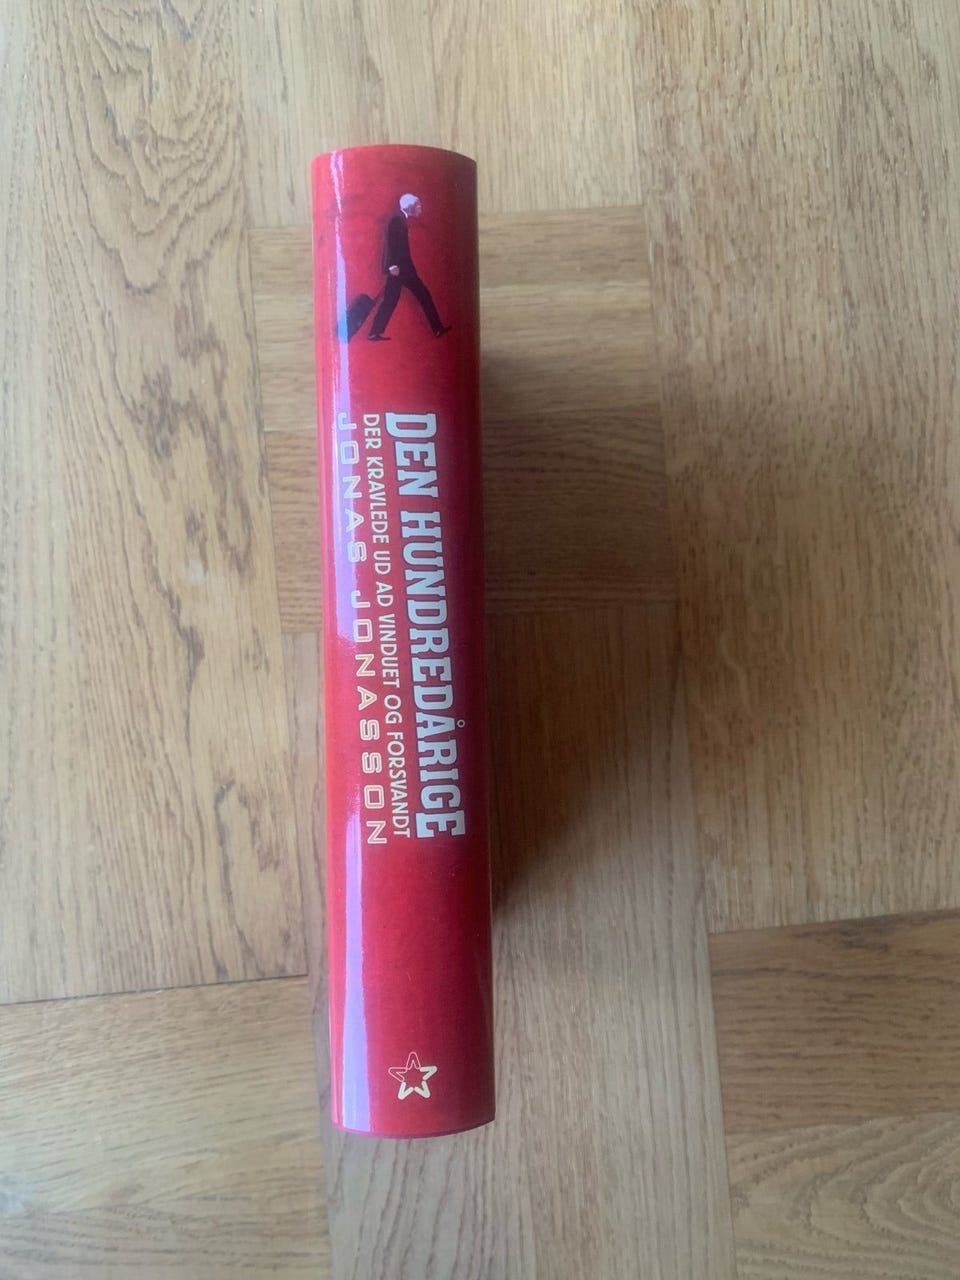 DEN HUNDREDÅRIGE
DER KRAVLEDE UD AD VINDUET OG FORSVANDT
JONAS JONASSON